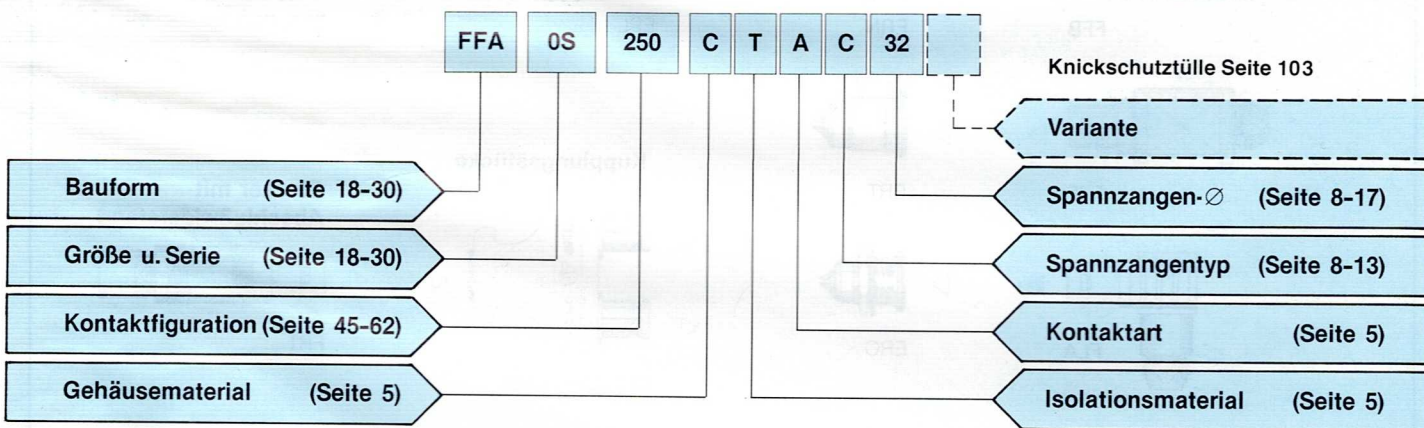 FFA 0S 250 C T A C 32
Knickschutztülle Seite 103
Variante
Bauform (Seite 18-30)
Spannzangen-∅ (Seite 8-17)
Größe u. Serie (Seite 18-30)
Spannzangentyp (Seite 8-13)
Kontaktfiguration (Seite 45-62)
Kontaktart (Seite 5)
Gehäusematerial (Seite 5)
Isolationsmaterial (Seite 5)